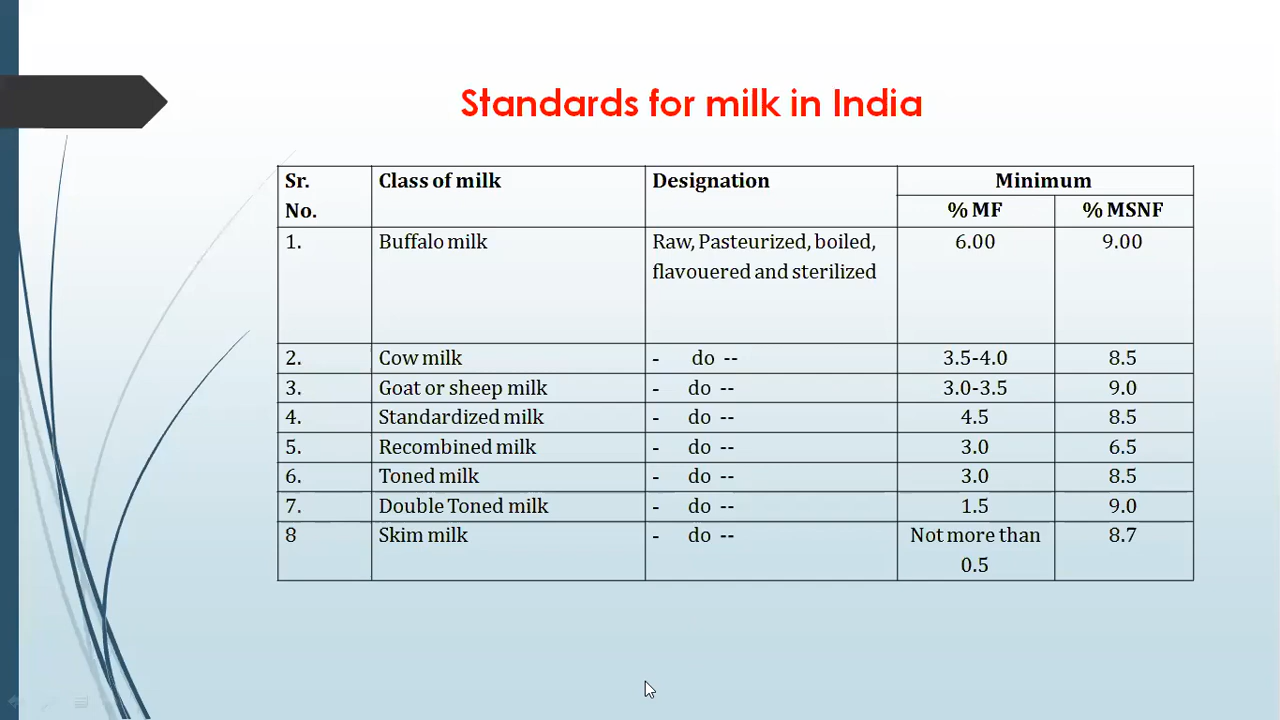 Standards for milk in India
Sr. No. Class of milk Designation Minimum
% MF % MSNF
1. Buffalo milk Raw, Pasteurized, boiled, flavouered and sterilized 6.00 9.00
2. Cow milk - do -- 3.5-4.0 8.5
3. Goat or sheep milk - do -- 3.0-3.5 9.0
4. Standardized milk - do -- 4.5 8.5
5. Recombined milk - do -- 3.0 6.5
6. Toned milk - do -- 3.0 8.5
7. Double Toned milk - do -- 1.5 9.0
8 Skim milk - do -- Not more than 0.5 8.7